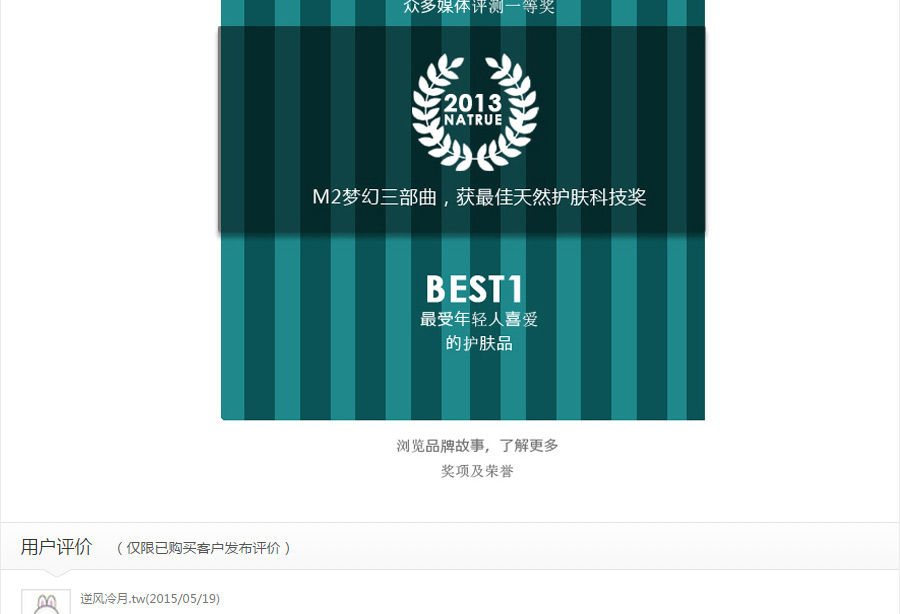 众多媒体评测一等奖
2013
NATRUE
M2梦幻三部曲，获最佳天然护肤科技奖
BEST1
最受年轻人喜爱
的护肤品
浏览品牌故事，了解更多
奖项及荣誉
用户评价 （仅限已购买客户发布评价）
逆风冷月.tw(2015/05/19)